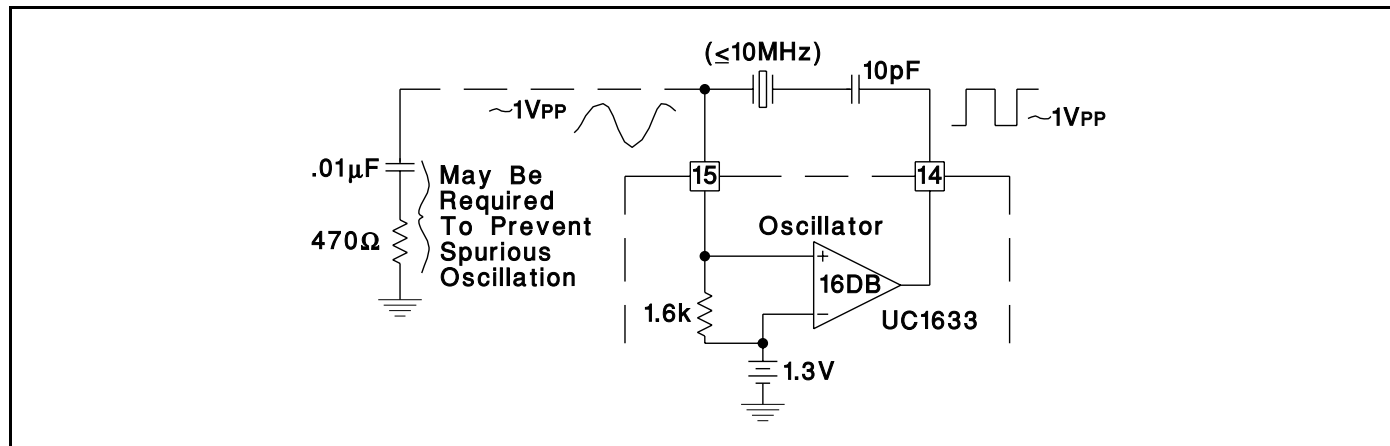 (≤10MHz)
10pF
~1VPP
~1VPP
.01µF
May Be
Required
To Prevent
Spurious
Oscillation
470Ω
15
14
Oscillator
+
16DB
−
1.6k
UC1633
1.3V